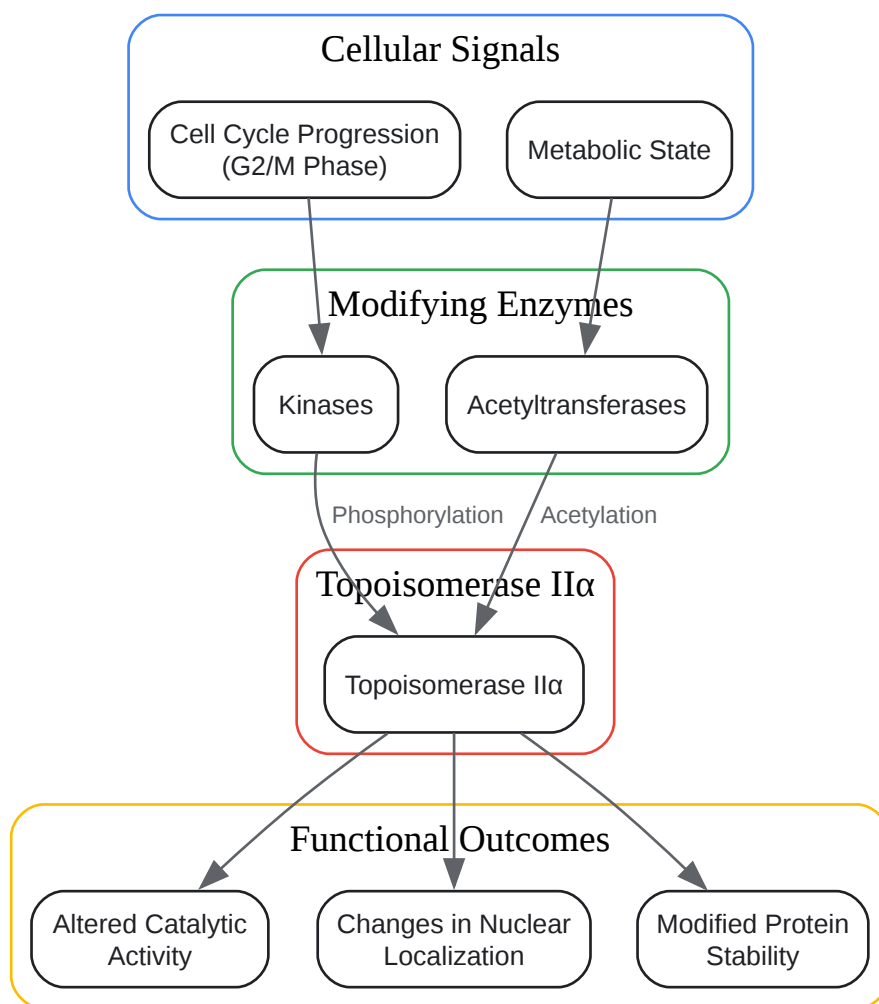 Cellular Signals
Cell Cycle Progression
(G2/M Phase)
Metabolic State
Modifying Enzymes
Kinases
Acetyltransferases
Phosphorylation
Acetylation
Topoisomerase IIα
Topoisomerase IIα
Functional Outcomes
Altered Catalytic
Activity
Changes in Nuclear
Localization
Modified Protein
Stability